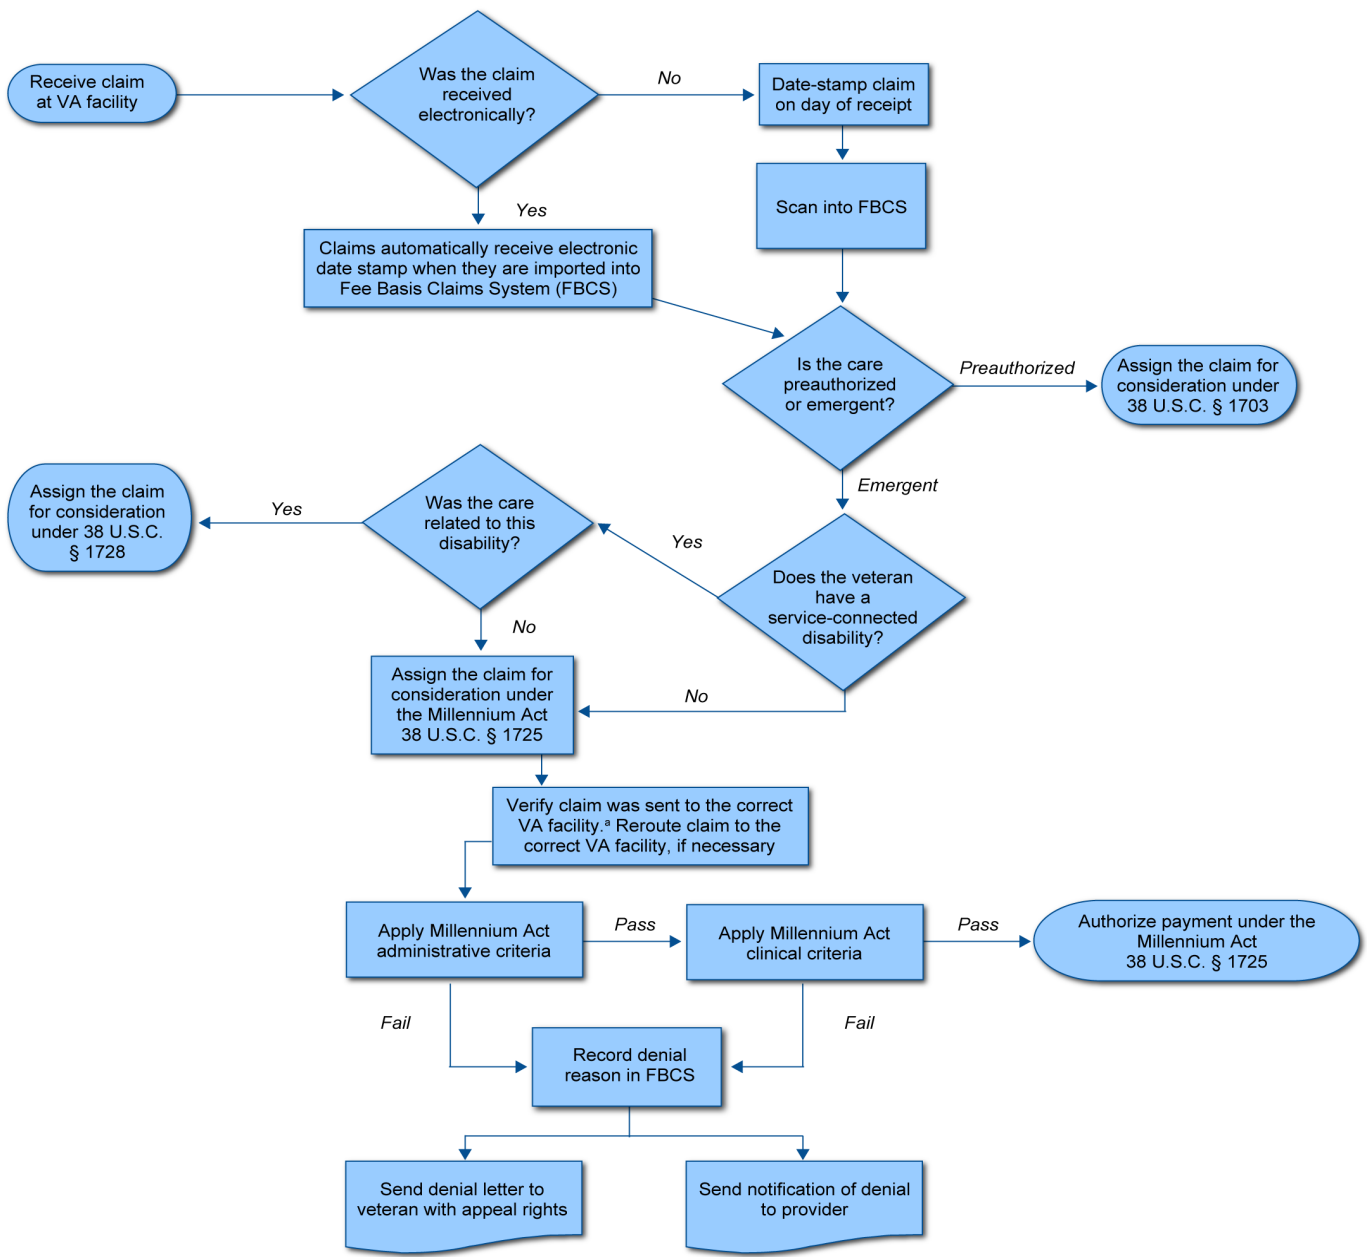 Receive claim
at VA facility
Was the claim
received
electronically?
No
Date-stamp claim
on day of receipt
Yes
Scan into FBCS
Claims automatically receive electronic
date stamp when they are imported into
Fee Basis Claims System (FBCS)
Is the care
preauthorized
or emergent?
Preauthorized
Assign the claim for
consideration under
38 U.S.C. § 1703
Emergent
Does the veteran
have a
service-connected
disability?
Yes
Was the care
related to this
disability?
Yes
Assign the claim
for consideration
under 38 U.S.C.
§ 1728
No
No
Assign the claim for
consideration under
the Millennium Act
38 U.S.C. § 1725
Verify claim was sent to the correct
VA facility.ᵃ Reroute claim to the
correct VA facility, if necessary
Apply Millennium Act
administrative criteria
Pass
Apply Millennium Act
clinical criteria
Pass
Authorize payment under the
Millennium Act
38 U.S.C. § 1725
Fail
Fail
Record denial
reason in FBCS
Send denial letter to
veteran with appeal rights
Send notification of denial
to provider